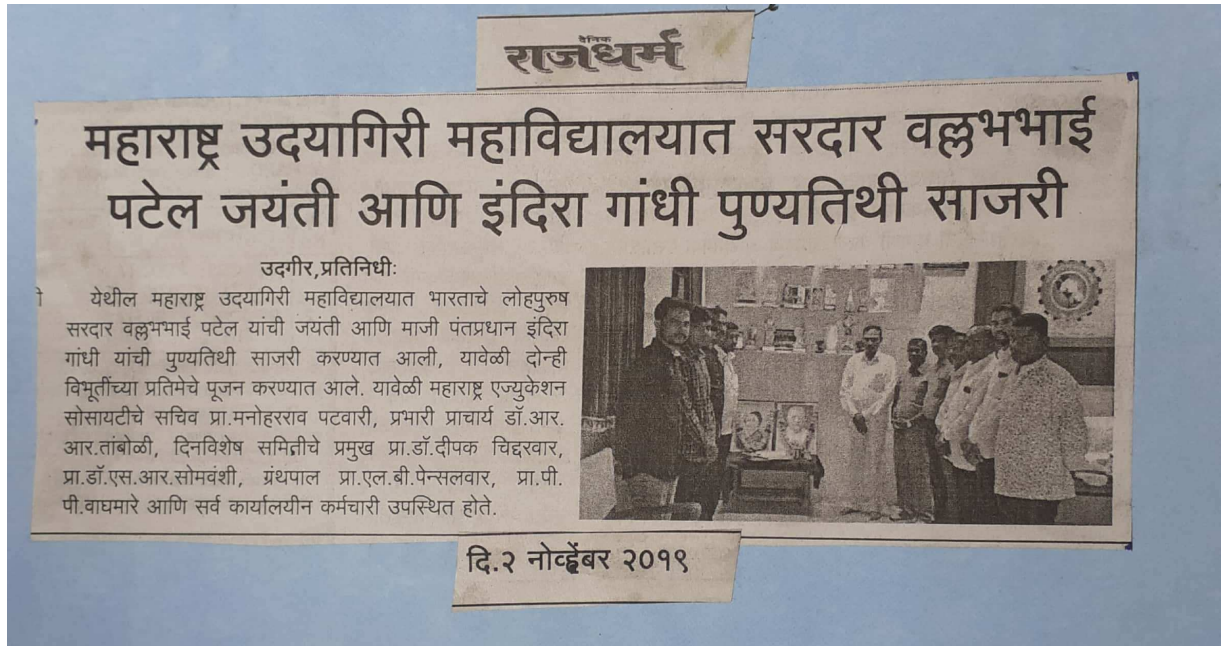 दैनिक
राजधर्म
महाराष्ट्र उदयागिरी महाविद्यालयात सरदार वल्लभभाई
पटेल जयंती आणि इंदिरा गांधी पुण्यतिथी साजरी
उदगीर,प्रतिनिधीः
येथील महाराष्ट्र उदयागिरी महाविद्यालयात भारताचे लोहपुरुष
सरदार वल्लभभाई पटेल यांची जयंती आणि माजी पंतप्रधान इंदिरा
गांधी यांची पुण्यतिथी साजरी करण्यात आली, यावेळी दोन्ही
विभूतींच्या प्रतिमेचे पूजन करण्यात आले. यावेळी महाराष्ट्र एज्युकेशन
सोसायटीचे सचिव प्रा.मनोहरराव पटवारी, प्रभारी प्राचार्य डॉ.आर.
आर.तांबोळी, दिनविशेष समितीचे प्रमुख प्रा.डॉ.दीपक चिद्दरवार,
प्रा.डॉ.एस.आर.सोमवंशी, ग्रंथपाल प्रा.एल.बी.पेन्सलवार, प्रा.पी.
पी.वाघमारे आणि सर्व कार्यालयीन कर्मचारी उपस्थित होते.
दि.२ नोव्हेंबर २०१९